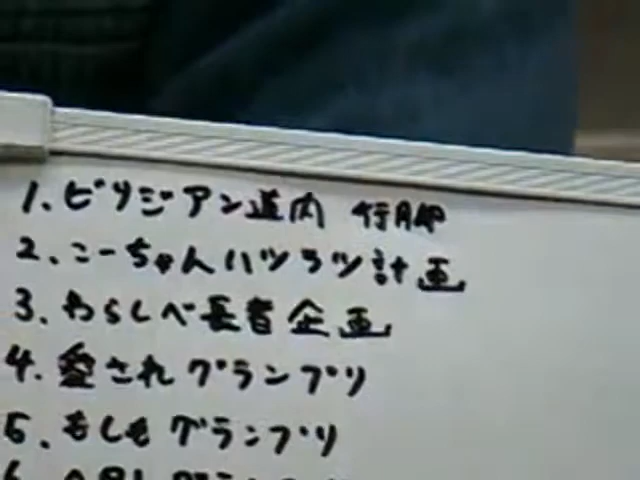 1. ビリジアン道内 行脚
2. こーちゃんハツラツ計画
3. わらしべ長者企画
4. 愛されグランプリ
5. もしもグランプリ
6.